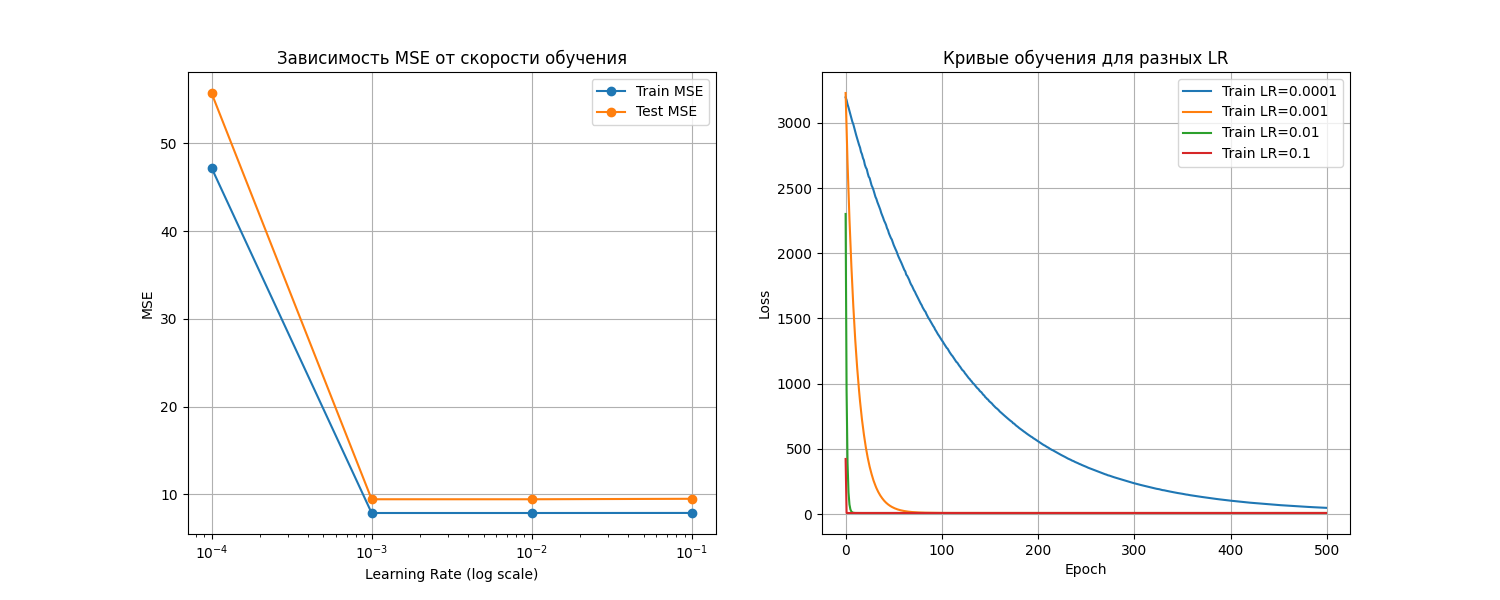 Зависимость MSE от скорости обучения
Train MSE
Test MSE
50
40
30
20
10
MSE
10⁻⁴
10⁻³
10⁻²
10⁻¹
Learning Rate (log scale)
Кривые обучения для разных LR
Train LR=0.0001
Train LR=0.001
Train LR=0.01
Train LR=0.1
3000
2500
2000
1500
1000
500
0
Loss
0
100
200
300
400
500
Epoch